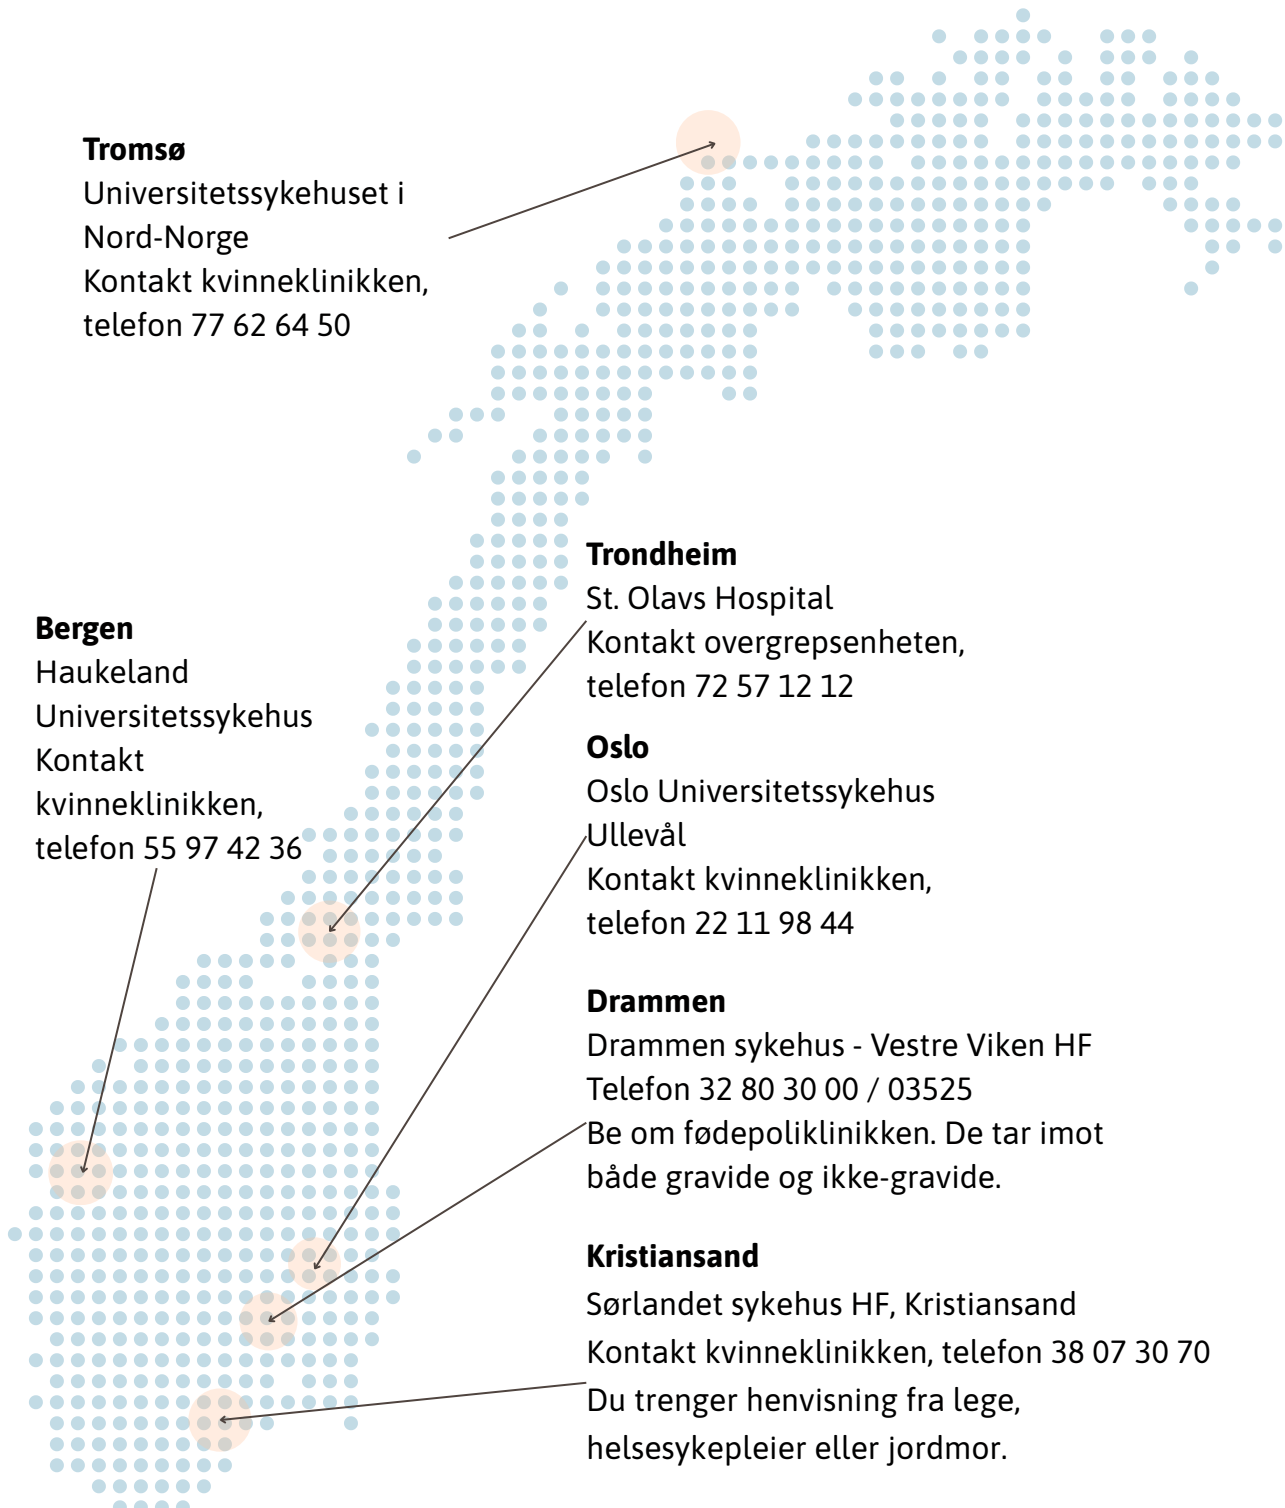 Tromsø
Universitetssykehuset i
Nord-Norge
Kontakt kvinneklinikken,
telefon 77 62 64 50
Bergen
Haukeland
Universitetssykehus
Kontakt
kvinneklinikken,
telefon 55 97 42 36
Trondheim
St. Olavs Hospital
Kontakt overgrepsenheten,
telefon 72 57 12 12
Oslo
Oslo Universitetssykehus
Ullevål
Kontakt kvinneklinikken,
telefon 22 11 98 44
Drammen
Drammen sykehus - Vestre Viken HF
Telefon 32 80 30 00 / 03525
Be om fødepoliklinikken. De tar imot
både gravide og ikke-gravide.
Kristiansand
Sørlandet sykehus HF, Kristiansand
Kontakt kvinneklinikken, telefon 38 07 30 70
Du trenger henvisning fra lege,
helsesykepleier eller jordmor.